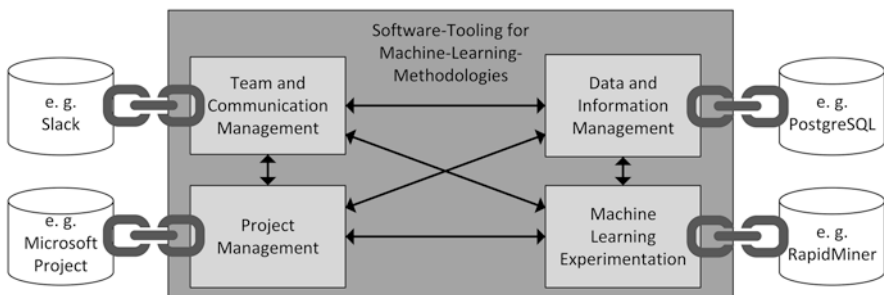 Software-Tooling for
Machine-Learning-
Methodologies
e. g.
Slack
Team and
Communication
Management
Data and
Information
Management
e. g.
PostgreSQL
e. g.
Microsoft
Project
Project
Management
Machine
Learning
Experimentation
e. g.
RapidMiner